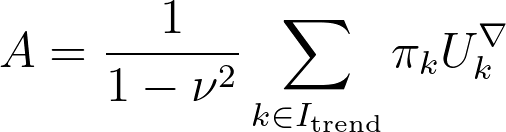 A = \frac{1}{1 - \nu^2} \sum_{k \in I_{\text{trend}}} \pi_k U_k^{\nabla}